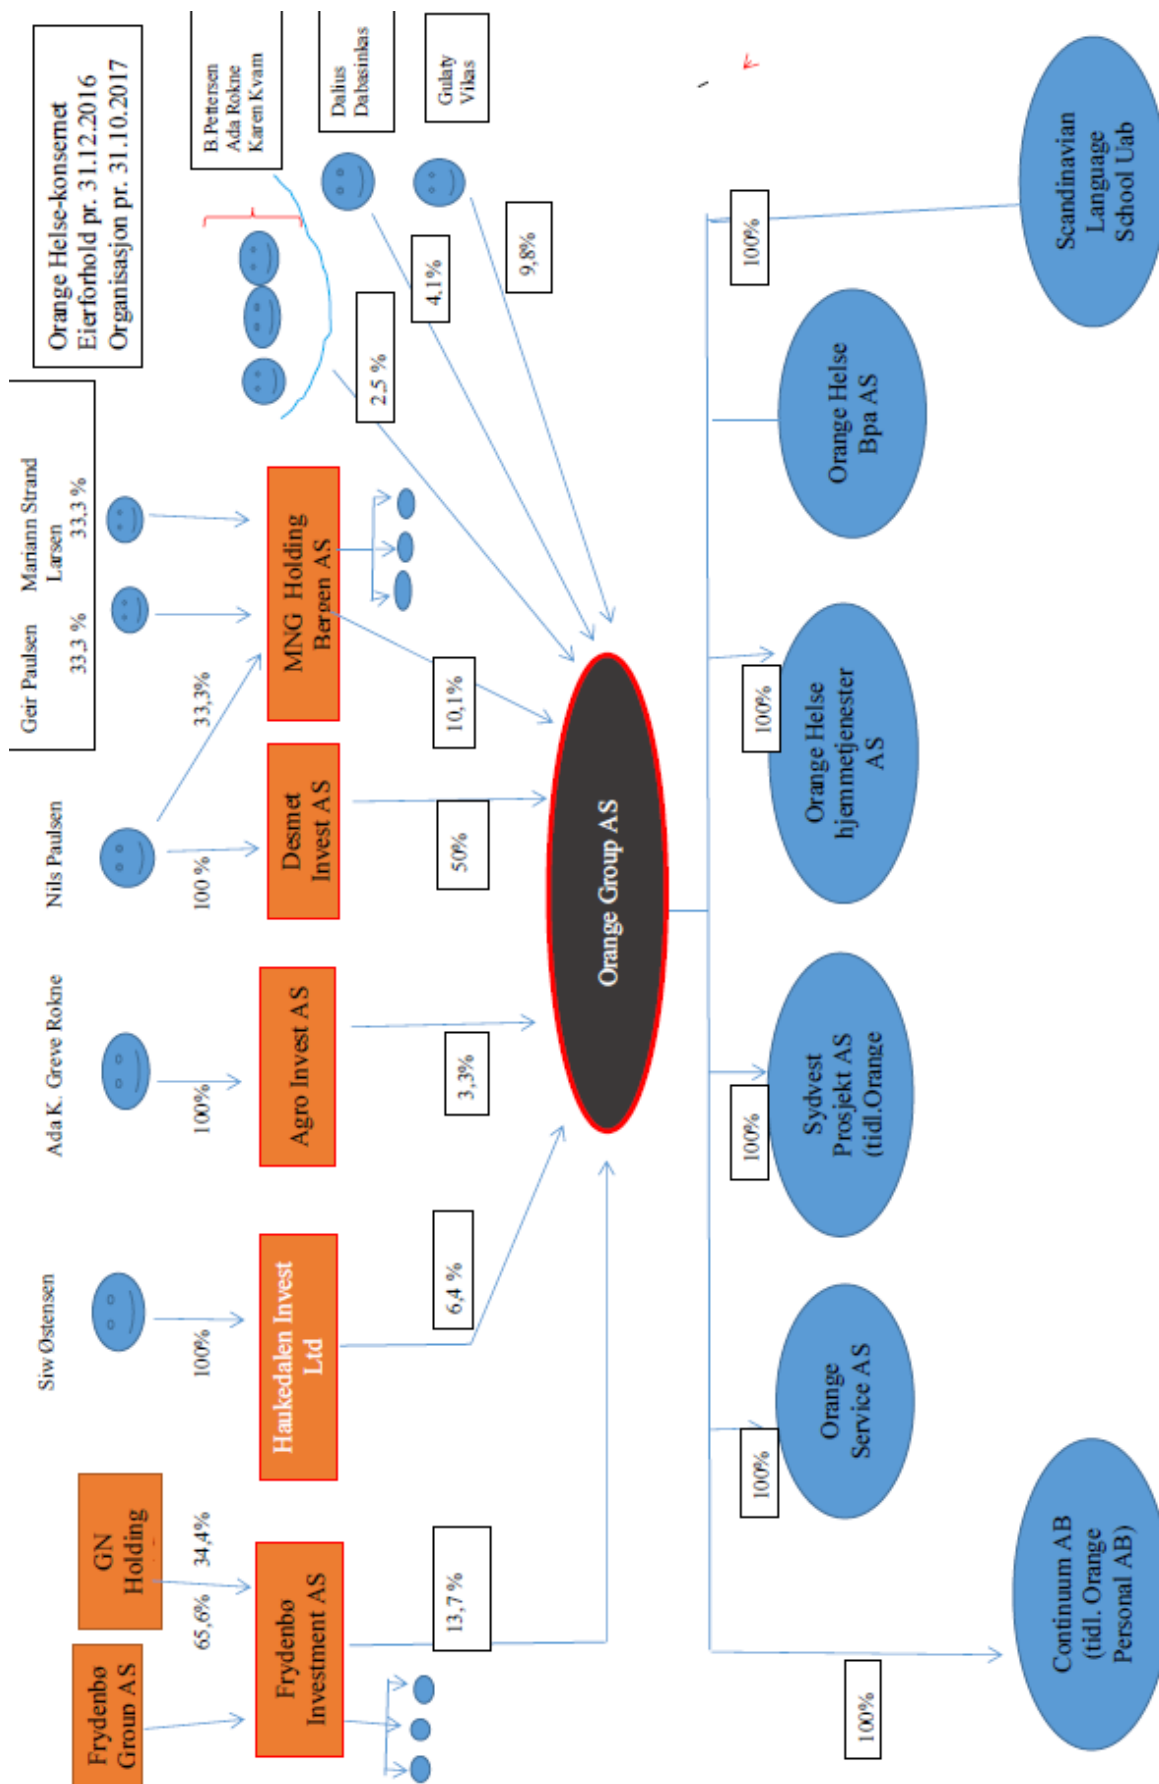 Orange Helse-konsernet
Eierforhold pr. 31.12.2016
Organisasjon pr. 31.10.2017
Frydenbø
Group AS
GN
Holding
65,6%
34,4%
Siw Østensen
100%
Ada K. Greve Rokne
100%
Nils Paulsen
100 %
33,3%
Geir Paulsen
33,3 %
Mariann Strand
Larsen
33,3 %
B.Pettersen
Ada Rokne
Karen Kvam
Dalius
Dabasinkas
Gulaty
Vikas
Frydenbø
Investment AS
Haukedalen Invest
Ltd
Agro Invest AS
Desmet
Invest AS
MNG Holding
Bergen AS
13,7 %
6,4 %
3,3%
50%
10,1%
2.5 %
4,1%
9,8%
Orange Group AS
100%
100%
100%
100%
100%
Continuum AB
(tidl. Orange
Personal AB)
Orange
Service AS
Sydvest
Prosjekt AS
(tidl.Orange
Orange Helse
hjemmetjenester
AS
Orange Helse
Bpa AS
Scandinavian
Language
School Uab